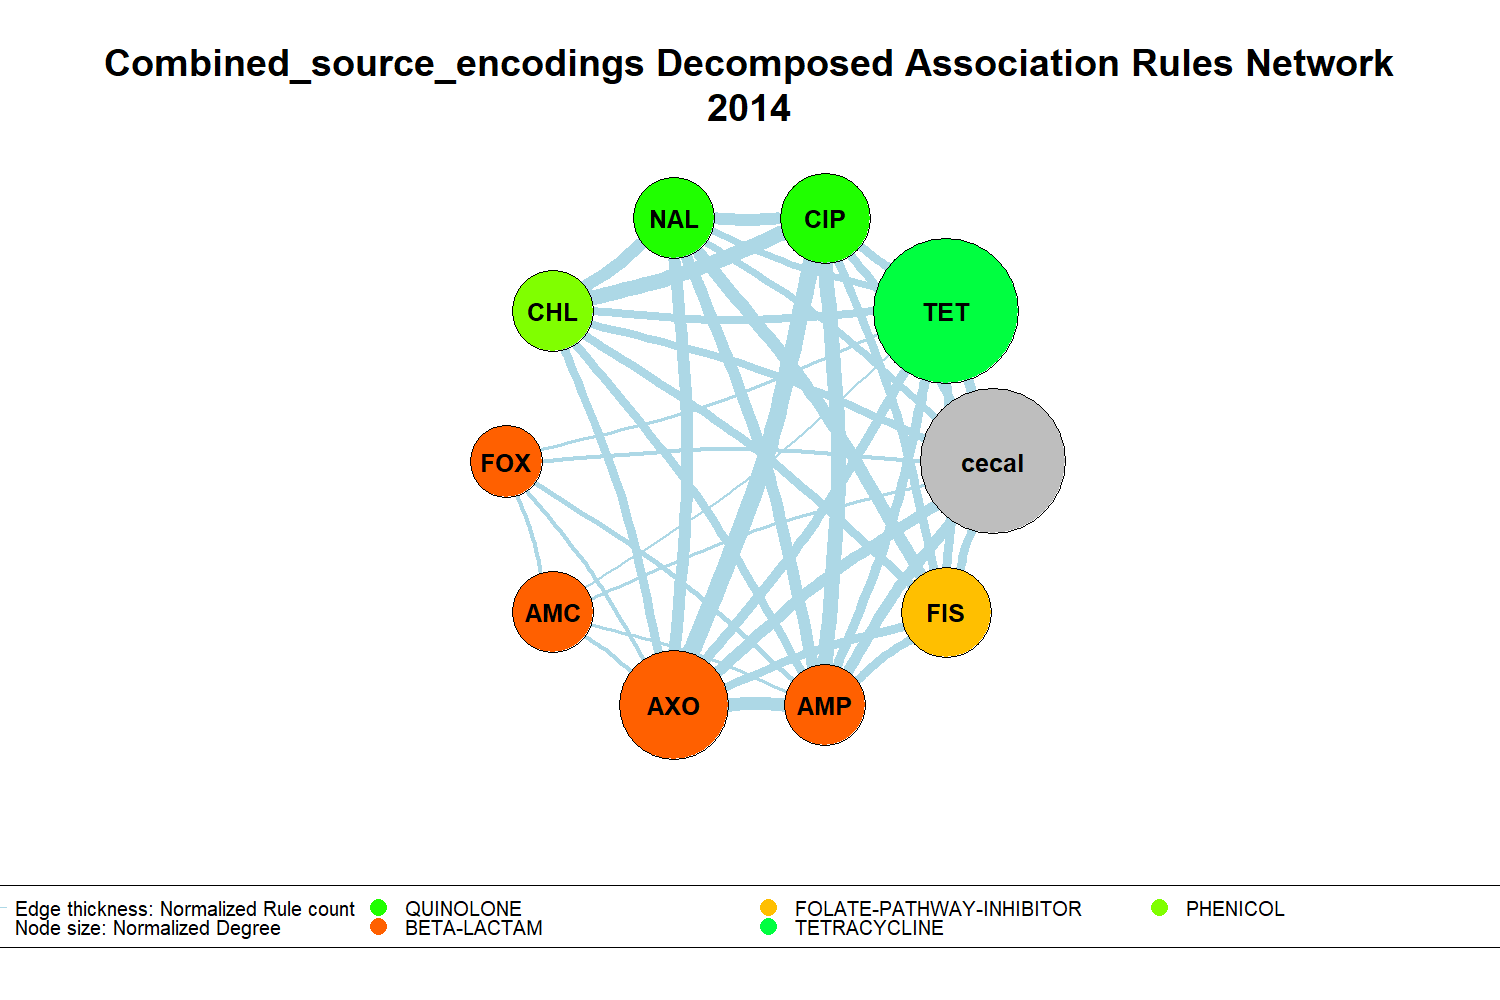 Combined_source_encodings Decomposed Association Rules Network
2014
NAL
CIP
CHL
TET
FOX
cecal
AMC
FIS
AXO
AMP
Edge thickness: Normalized Rule count
Node size: Normalized Degree
QUINOLONE
BETA-LACTAM
FOLATE-PATHWAY-INHIBITOR
TETRACYCLINE
PHENICOL